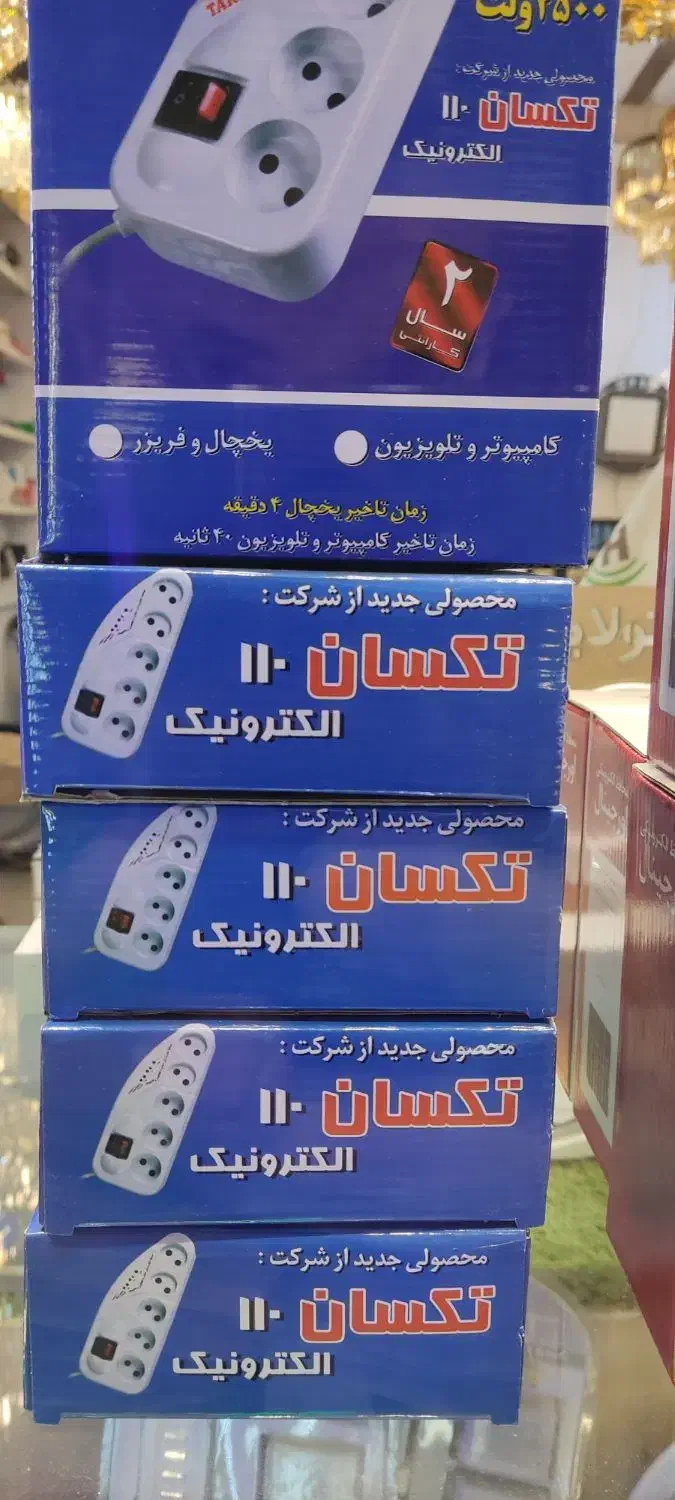 ۲۵۰۰ولت
محصولی جدید از شرکت:
تکسان ۱۱۰
الکترونیک
۲
سال
گارانتی
کامپیوتر و تلویزیون
یخچال و فریزر
زمان تاخیر یخچال ۴ دقیقه
زمان تاخیر کامپیوتر و تلویزیون ۴۰ ثانیه
محصولی جدید از شرکت :
تکسان ۱۱۰
الکترونیک
محصولی جدید از شرکت :
تکسان ۱۱۰
الکترونیک
محصولی جدید از شرکت :
تکسان ۱۱۰
الکترونیک
محصولی جدید از شرکت :
تکسان ۱۱۰
الکترونیک